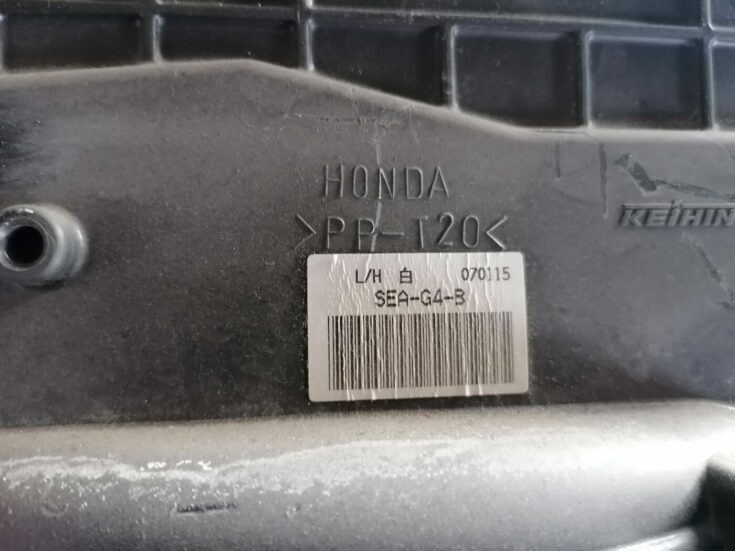 HONDA
>PP-T20<
KEIHIN
L/H 白 070115
SEA-G4-B